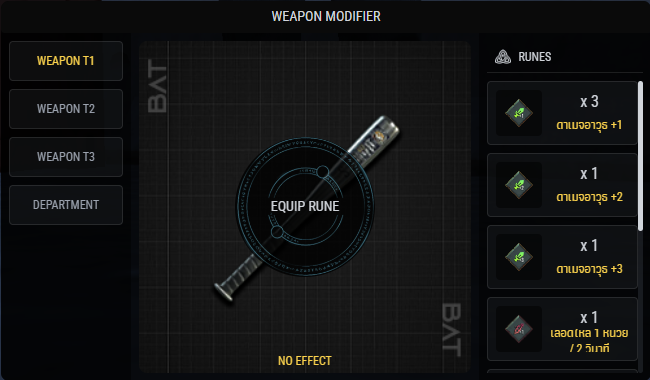 WEAPON MODIFIER
WEAPON T1
WEAPON T2
WEAPON T3
DEPARTMENT
BAT
EQUIP RUNE
BAT
NO EFFECT
RUNES
x 3
ดาเมจอาวุธ +1
x 1
ดาเมจอาวุธ +2
x 1
ดาเมจอาวุธ +3
x 1
เลือดไหล 1 หน่วย
/ 2 วินาที